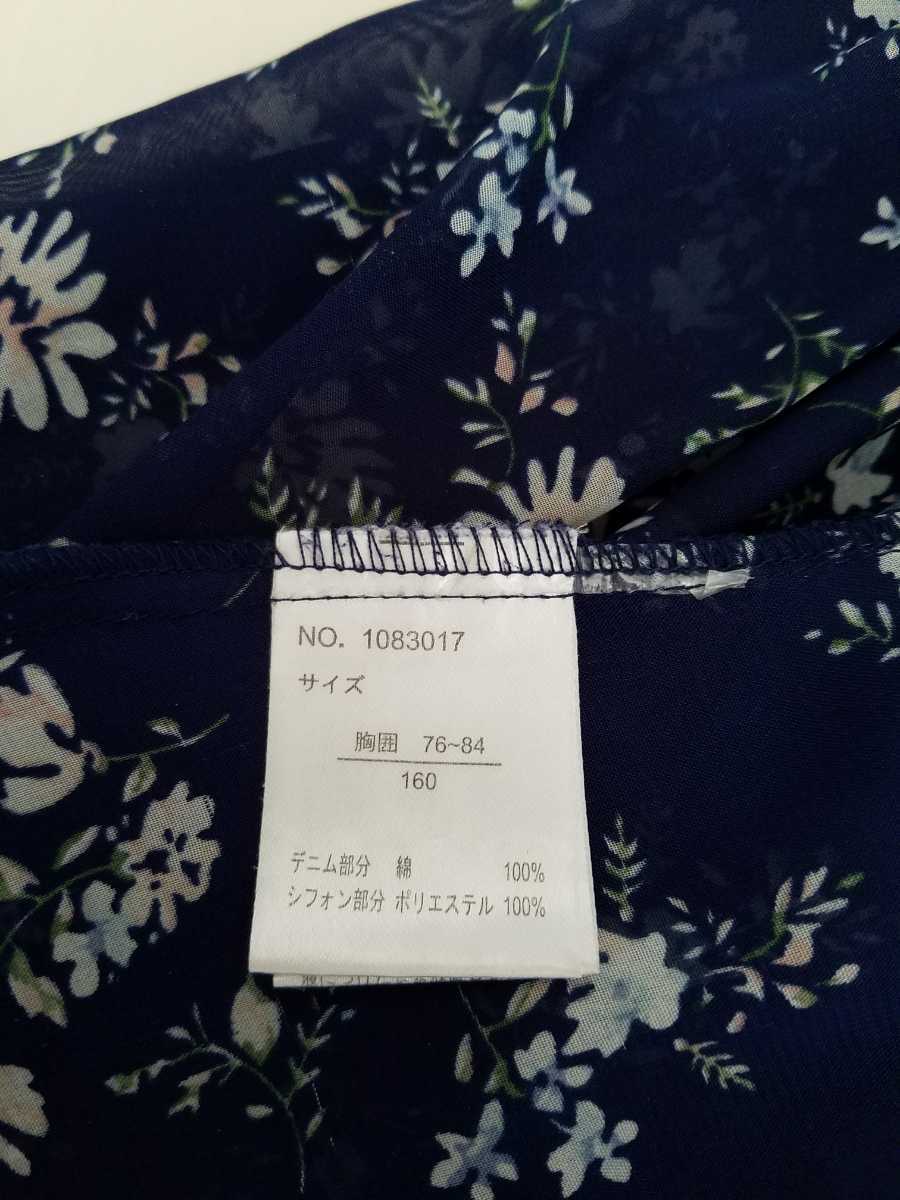 NO. 1083017
サイズ
胸囲 76~84
160
デニム部分 綿 100%
シフォン部分 ポリエステル 100%